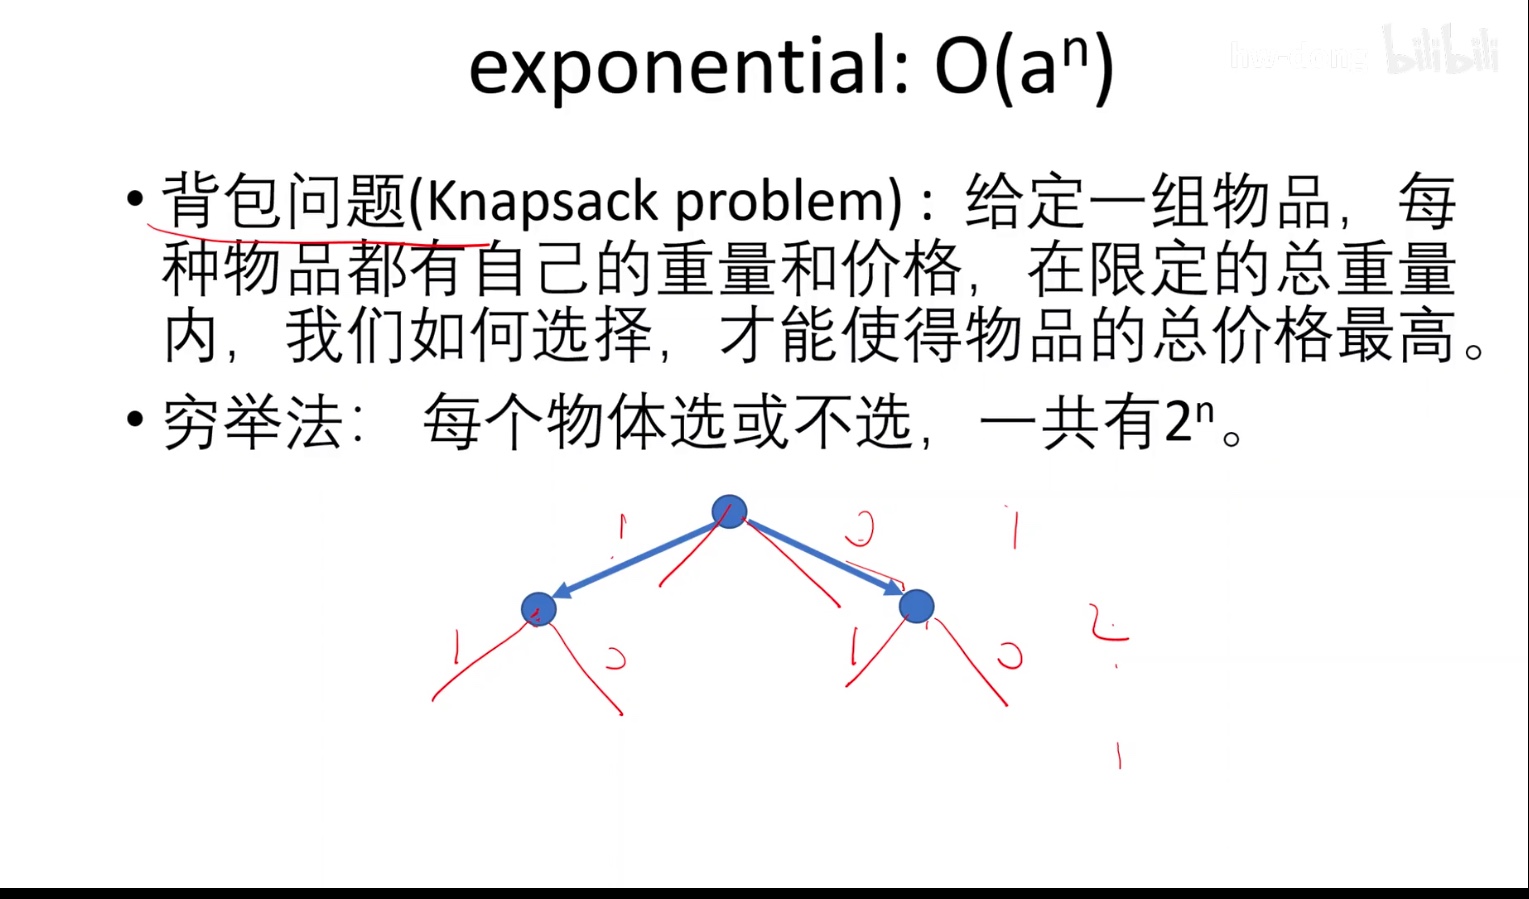 exponential: O(aⁿ)
bilibili
• 背包问题(Knapsack problem)：给定一组物品，每
种物品都有自己的重量和价格，在限定的总重量
内，我们如何选择，才能使得物品的总价格最高。
• 穷举法： 每个物体选或不选，一共有2ⁿ。
1 0 1
1 0 1 0 2
1